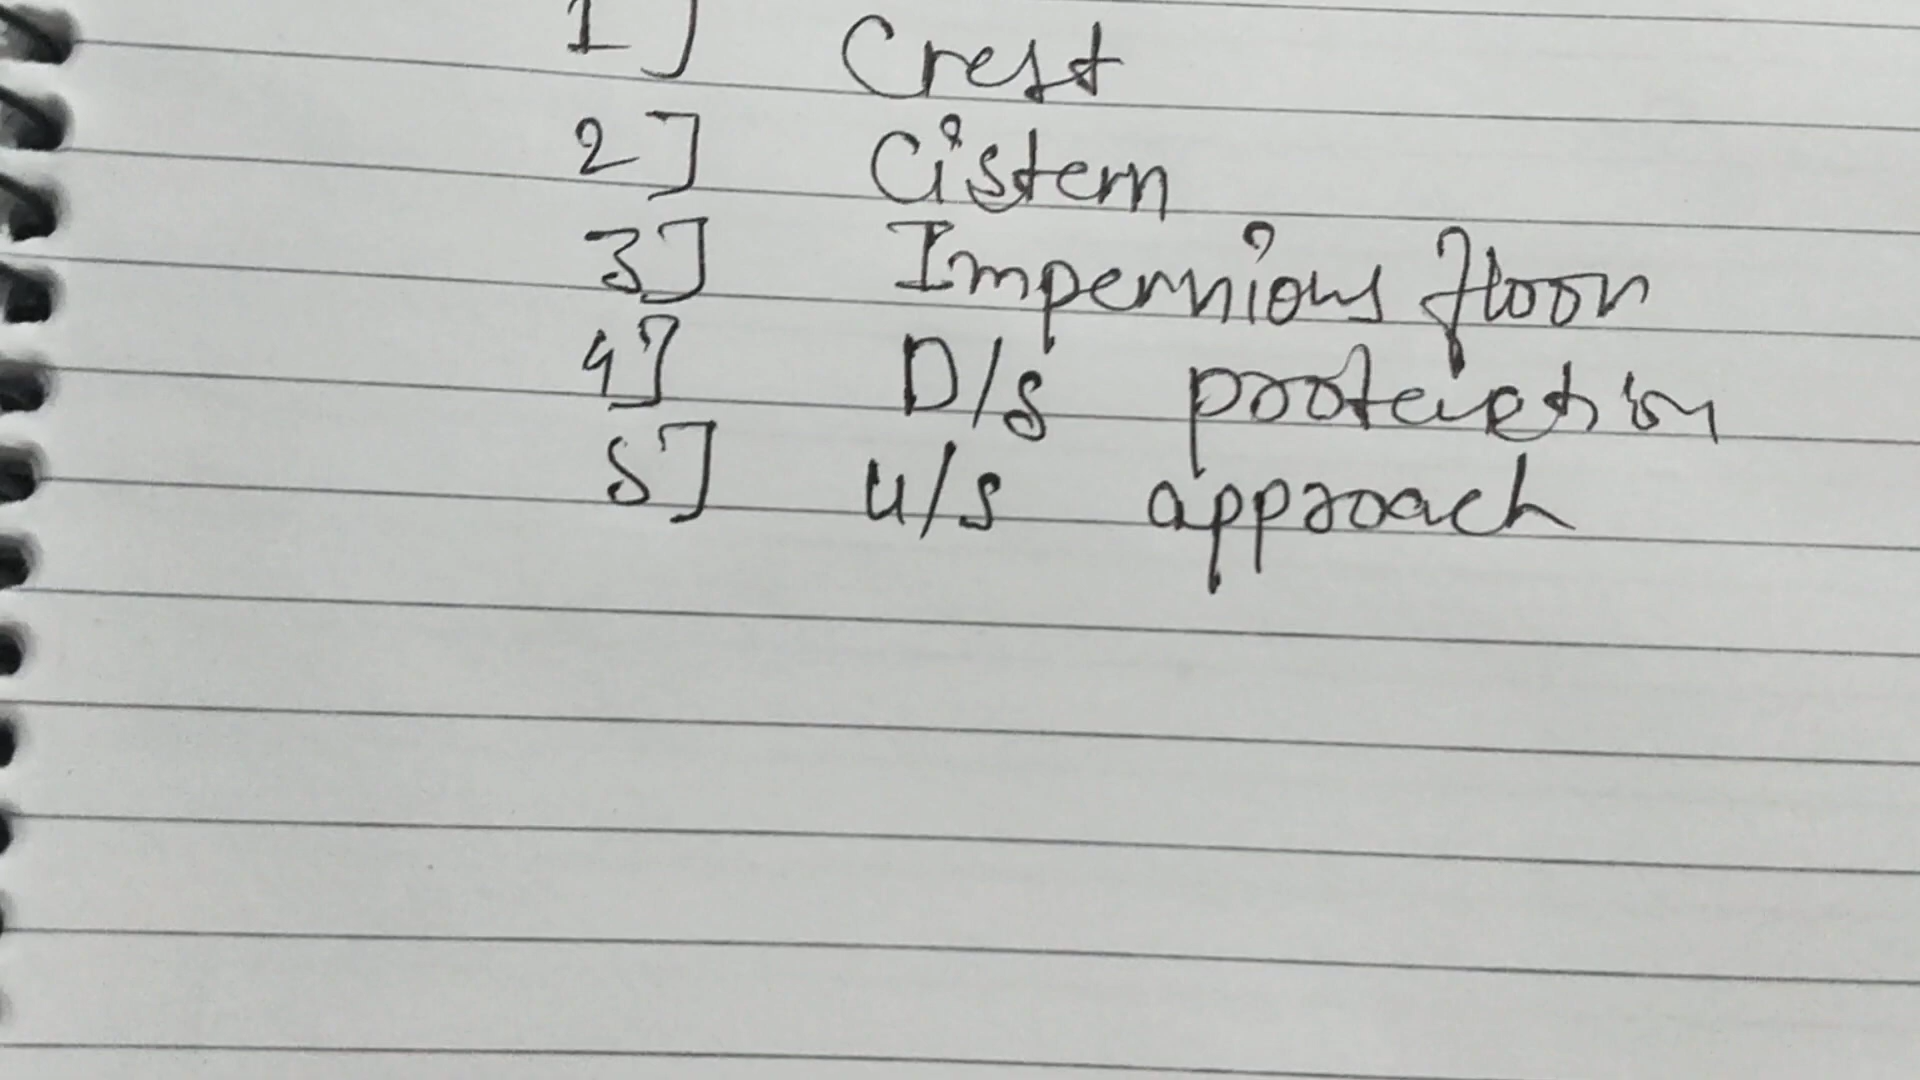 1] Crest
2] Cistern
3] Impervious floor
4] D/s protection
5] u/s approach